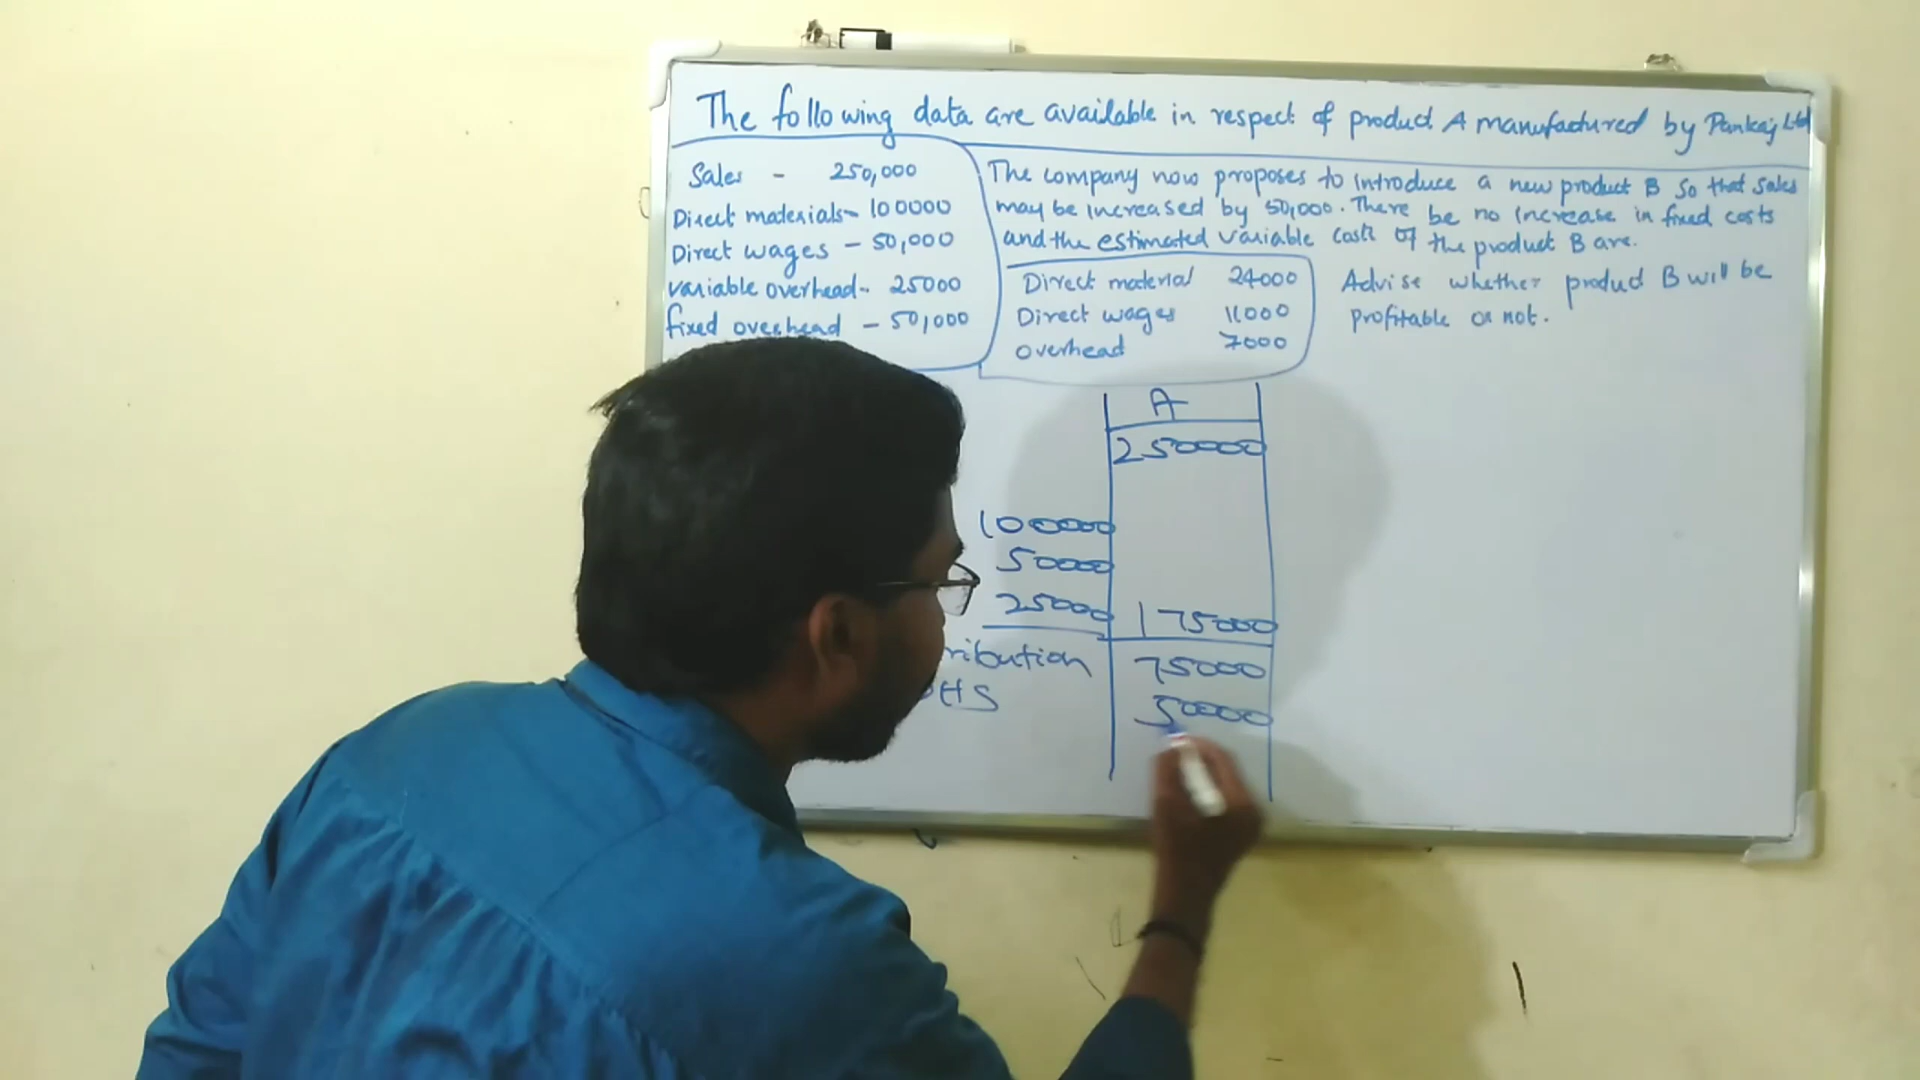 The following data are available in respect of product A manufactured by Pankaj Ltd
Sales - 250,000
Direct materials - 100000
Direct wages - 50,000
variable overhead - 25000
fixed overhead - 50,000
The company now proposes to introduce a new product B so that sales
may be increased by 50,000. There be no increase in fixed costs
and the estimated variable costs of the product B are.
Direct material 24000
Direct wages 11000
overhead 7000
Advise whether product B will be
profitable or not.
A
250000
100000
50000
25000 175000
ribution 75000
OHS 50000